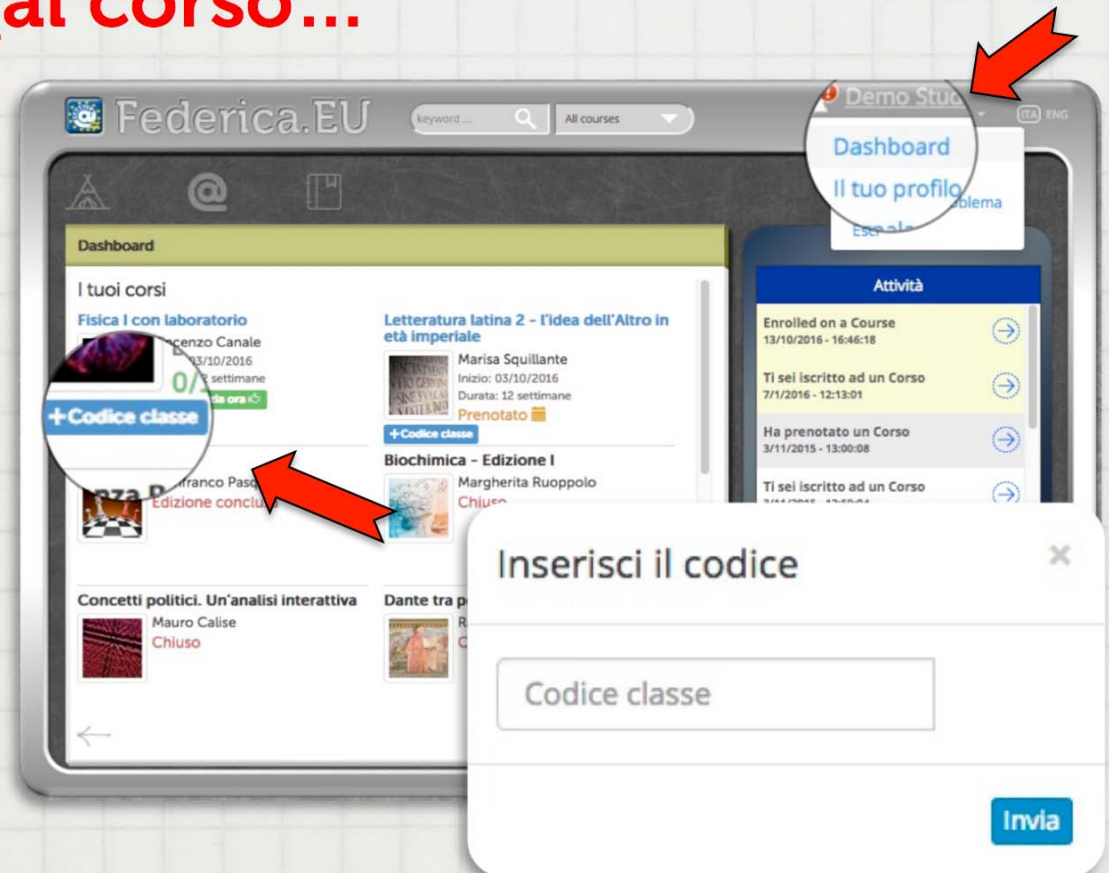 al corso...
Federica.EU
keyword ...
All courses
Demo Stud
ITA ENG
Dashboard
Il tuo profilo
oblema
Dashboard
I tuoi corsi
Fisica I con laboratorio
cenzo Canale
03/10/2016
settimane
0/
ora
+Codice classe
Letteratura latina 2 - l'idea dell'Altro in
età imperiale
Marisa Squillante
Inizio: 03/10/2016
Durata: 12 settimane
Prenotato
+Codice classe
franco Pasq
Edizione conclu
Biochimica - Edizione I
Margherita Ruoppolo
Chiuso
Concetti politici. Un'analisi interattiva
Mauro Calise
Chiuso
Dante tra p
Attività
Enrolled on a Course
13/10/2016 - 16:46:18
Ti sei iscritto ad un Corso
7/1/2016 - 12:13:01
Ha prenotato un Corso
3/11/2015 - 13:00:08
Ti sei iscritto ad un Corso
Inserisci il codice
×
Codice classe
Invia